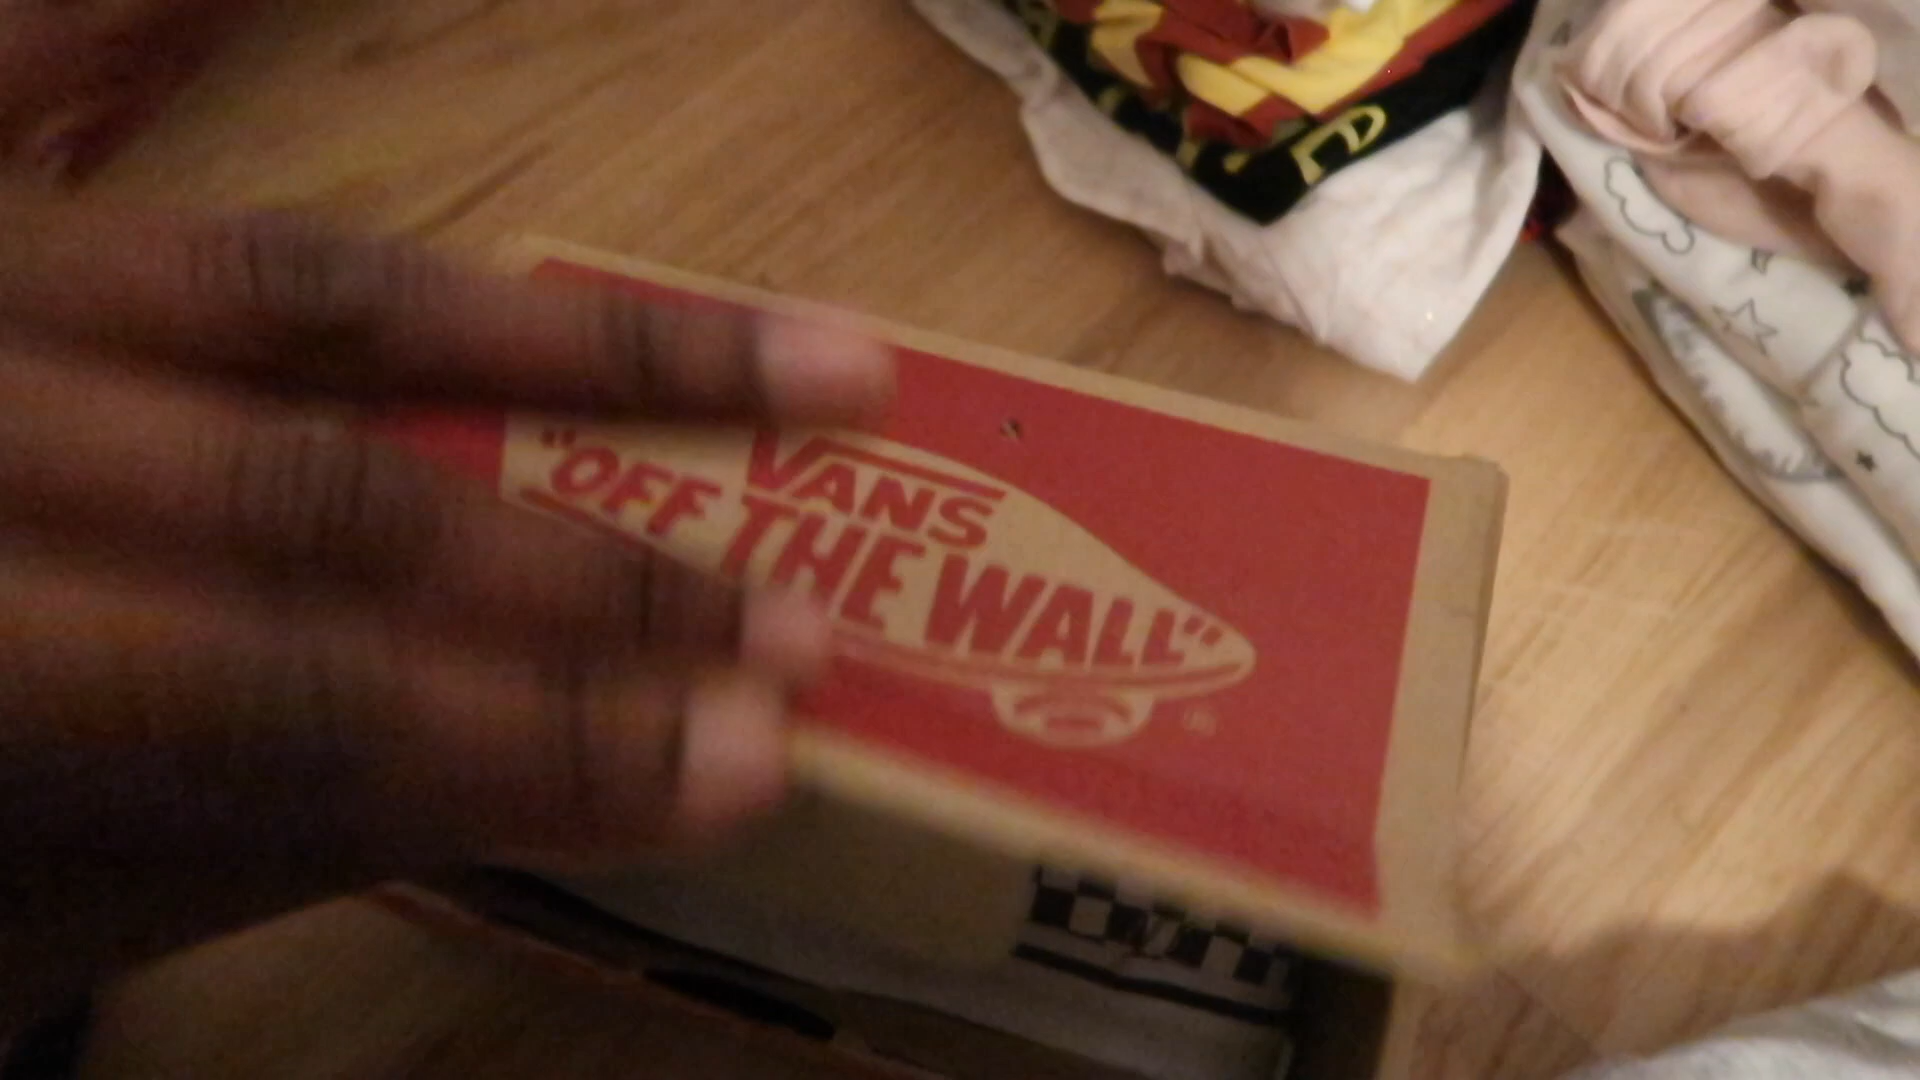 VANS
"OFF THE WALL"
®